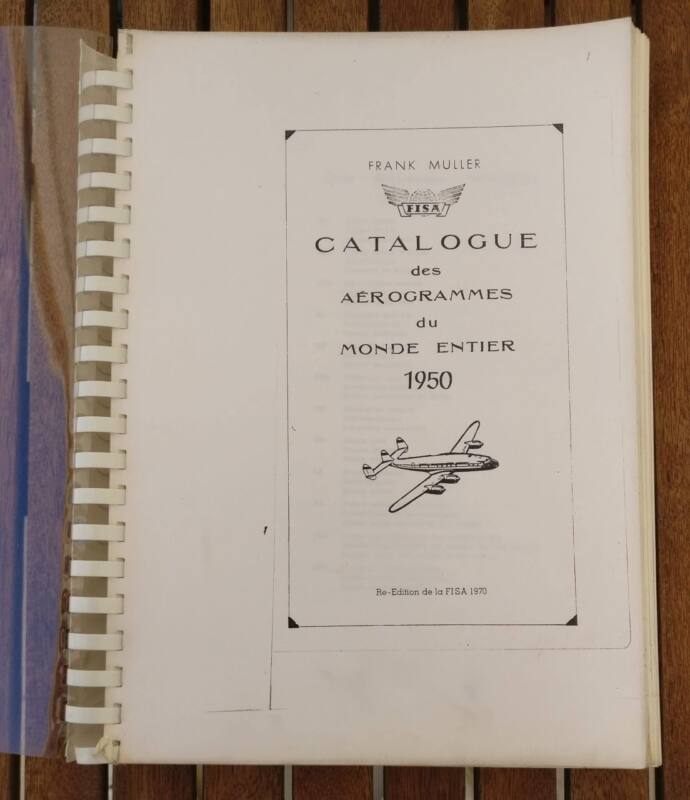 FRANK MULLER
FISA
CATALOGUE
des
AÉROGRAMMES
du
MONDE ENTIER
1950
Re-Edition de la FISA 1970